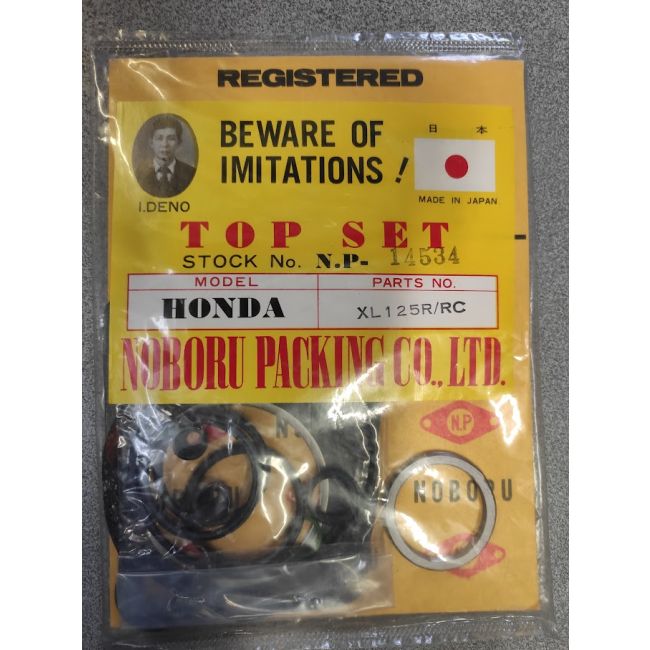 REGISTERED
BEWARE OF
IMITATIONS!
日 本
MADE IN JAPAN
I.DENO
TOP SET
STOCK No. N.P- 14534
MODEL PARTS NO.
HONDA XL125R/RC
NOBORU PACKING CO., LTD.
N.P
NOBORU